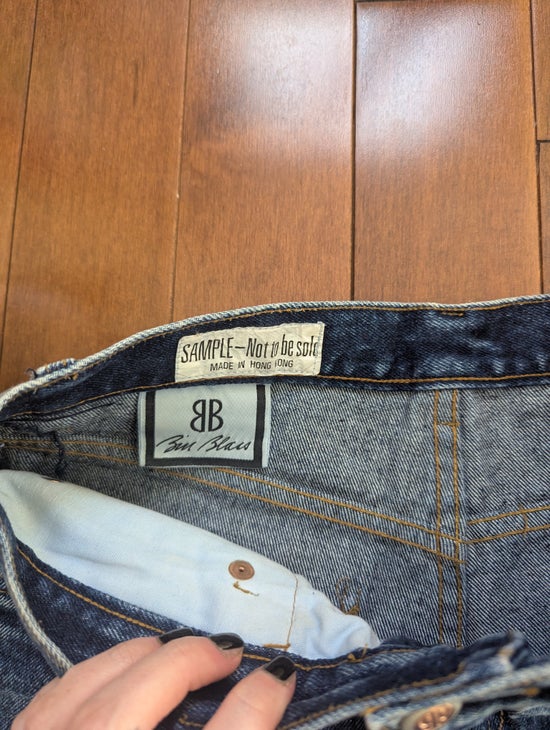 SAMPLE—Not to be sold
MADE IN HONG KONG
BB
Bill Blass